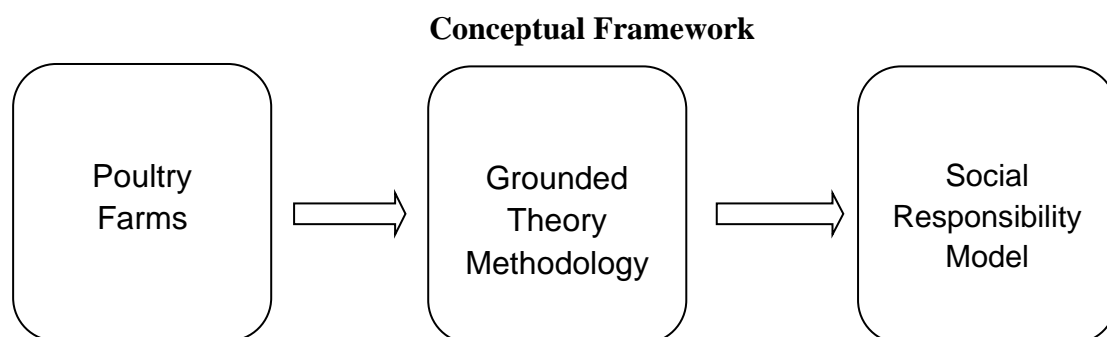 Conceptual Framework
Poultry
Farms
Grounded
Theory
Methodology
Social
Responsibility
Model